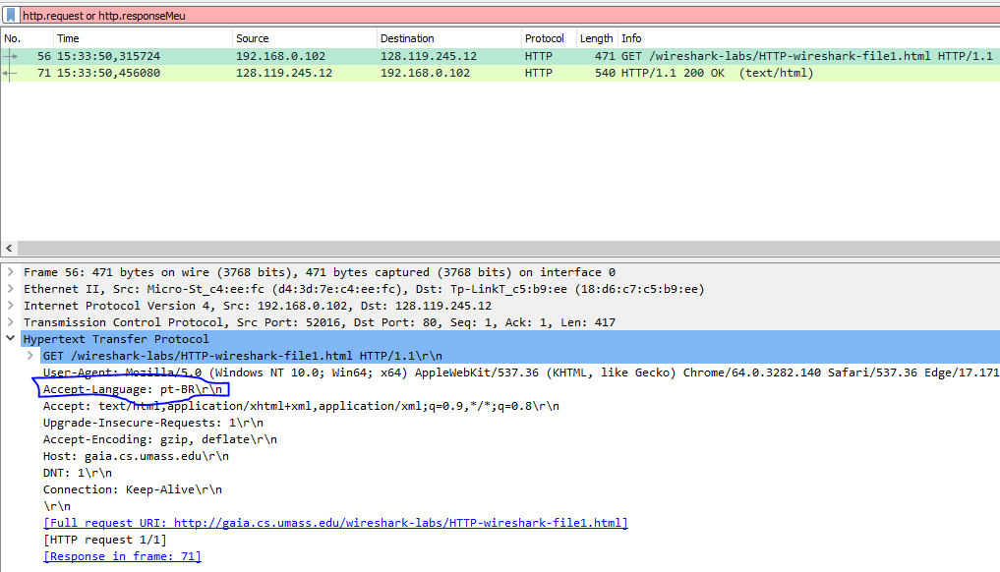 http.request or http.responseMeu
No. Time Source Destination Protocol Length Info
56 15:33:50,315724 192.168.0.102 128.119.245.12 HTTP 471 GET /wireshark-labs/HTTP-wireshark-file1.html HTTP/1.1
71 15:33:50,456080 128.119.245.12 192.168.0.102 HTTP 540 HTTP/1.1 200 OK (text/html)
Frame 56: 471 bytes on wire (3768 bits), 471 bytes captured (3768 bits) on interface 0
Ethernet II, Src: Micro-St_c4:ee:fc (d4:3d:7e:c4:ee:fc), Dst: Tp-LinkT_c5:b9:ee (18:d6:c7:c5:b9:ee)
Internet Protocol Version 4, Src: 192.168.0.102, Dst: 128.119.245.12
Transmission Control Protocol, Src Port: 52016, Dst Port: 80, Seq: 1, Ack: 1, Len: 417
Hypertext Transfer Protocol
GET /wireshark-labs/HTTP-wireshark-file1.html HTTP/1.1\r\n
User-Agent: Mozilla/5.0 (Windows NT 10.0; Win64; x64) AppleWebKit/537.36 (KHTML, like Gecko) Chrome/64.0.3282.140 Safari/537.36 Edge/17.171
Accept-Language: pt-BR\r\n
Accept: text/html,application/xhtml+xml,application/xml;q=0.9,*/*;q=0.8\r\n
Upgrade-Insecure-Requests: 1\r\n
Accept-Encoding: gzip, deflate\r\n
Host: gaia.cs.umass.edu\r\n
DNT: 1\r\n
Connection: Keep-Alive\r\n
\r\n
[Full request URI: http://gaia.cs.umass.edu/wireshark-labs/HTTP-wireshark-file1.html]
[HTTP request 1/1]
[Response in frame: 71]